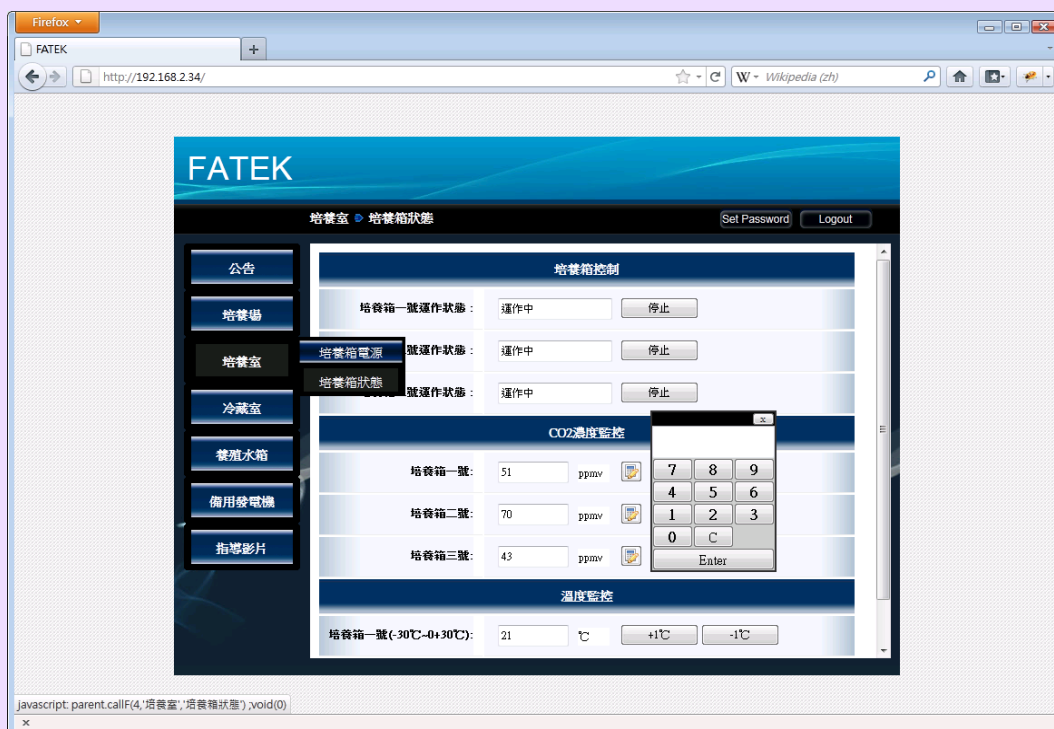 Firefox
FATEK
http://192.168.2.34/
W Wikipedia (zh)
FATEK
培養室 培養箱狀態
Set Password Logout
公告
培養場
培養室
冷藏室
養殖水箱
備用發電機
指導影片
培養箱電源
培養箱狀態
培養箱控制
培養箱一號運作狀態 : 運作中 停止
號運作狀態 : 運作中 停止
號運作狀態 : 運作中 停止
CO2濃度監控
培養箱一號: 51 ppmv
培養箱二號: 70 ppmv
培養箱三號: 43 ppmv
x
7 8 9
4 5 6
1 2 3
0 C
Enter
溫度監控
培養箱一號(-30℃~0+30℃): 21 ℃ +1℃ -1℃
javascript: parent.callF(4,'培養室','培養箱狀態') ;void(0)